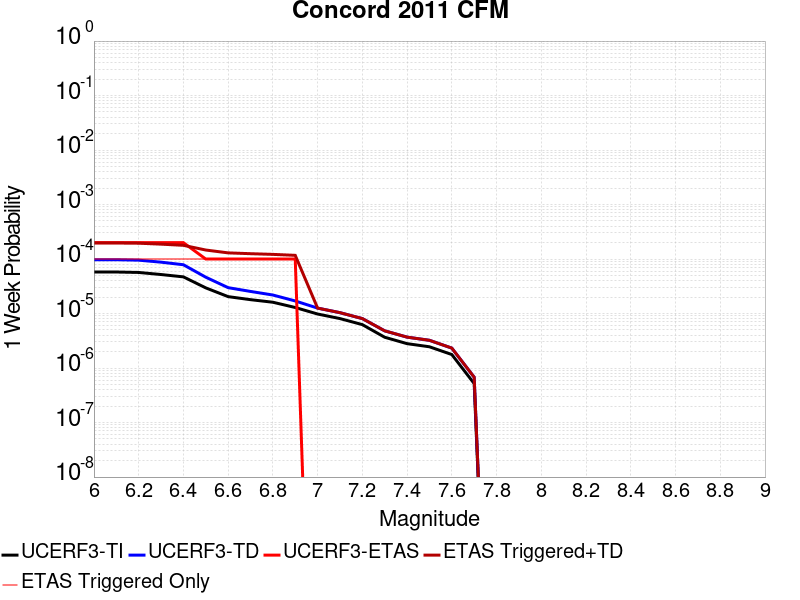 Concord 2011 CFM
1 Week Probability
10^0
10^-1
10^-2
10^-3
10^-4
10^-5
10^-6
10^-7
10^-8
6 6.2 6.4 6.6 6.8 7 7.2 7.4 7.6 7.8 8 8.2 8.4 8.6 8.8 9
Magnitude
UCERF3-TI UCERF3-TD UCERF3-ETAS ETAS Triggered+TD
ETAS Triggered Only